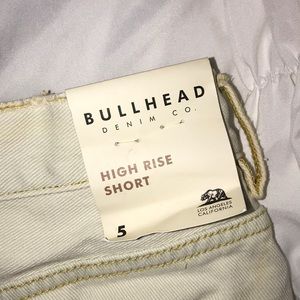 BULLHEAD
DENIM CO.
HIGH RISE
SHORT
LOS ANGELES
CALIFORNIA
5